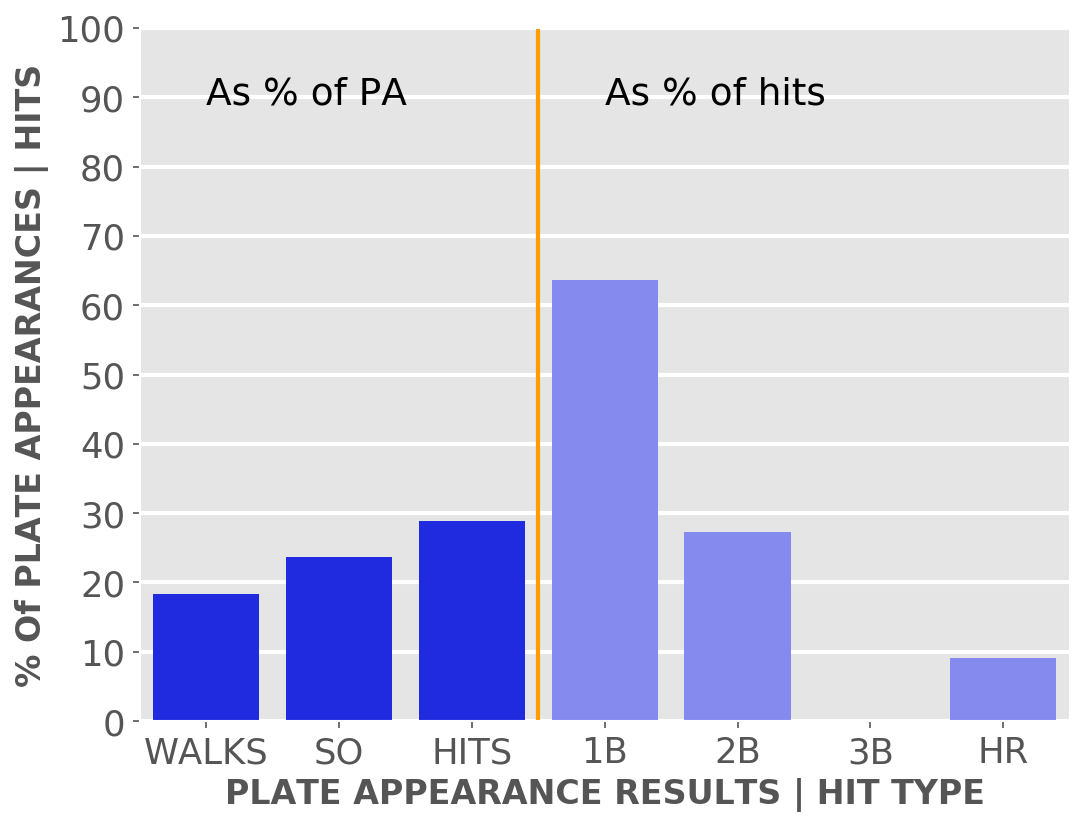 % Of PLATE APPEARANCES | HITS
100
90
80
70
60
50
40
30
20
10
0
As % of PA
As % of hits
WALKS SO HITS 1B 2B 3B HR
PLATE APPEARANCE RESULTS | HIT TYPE